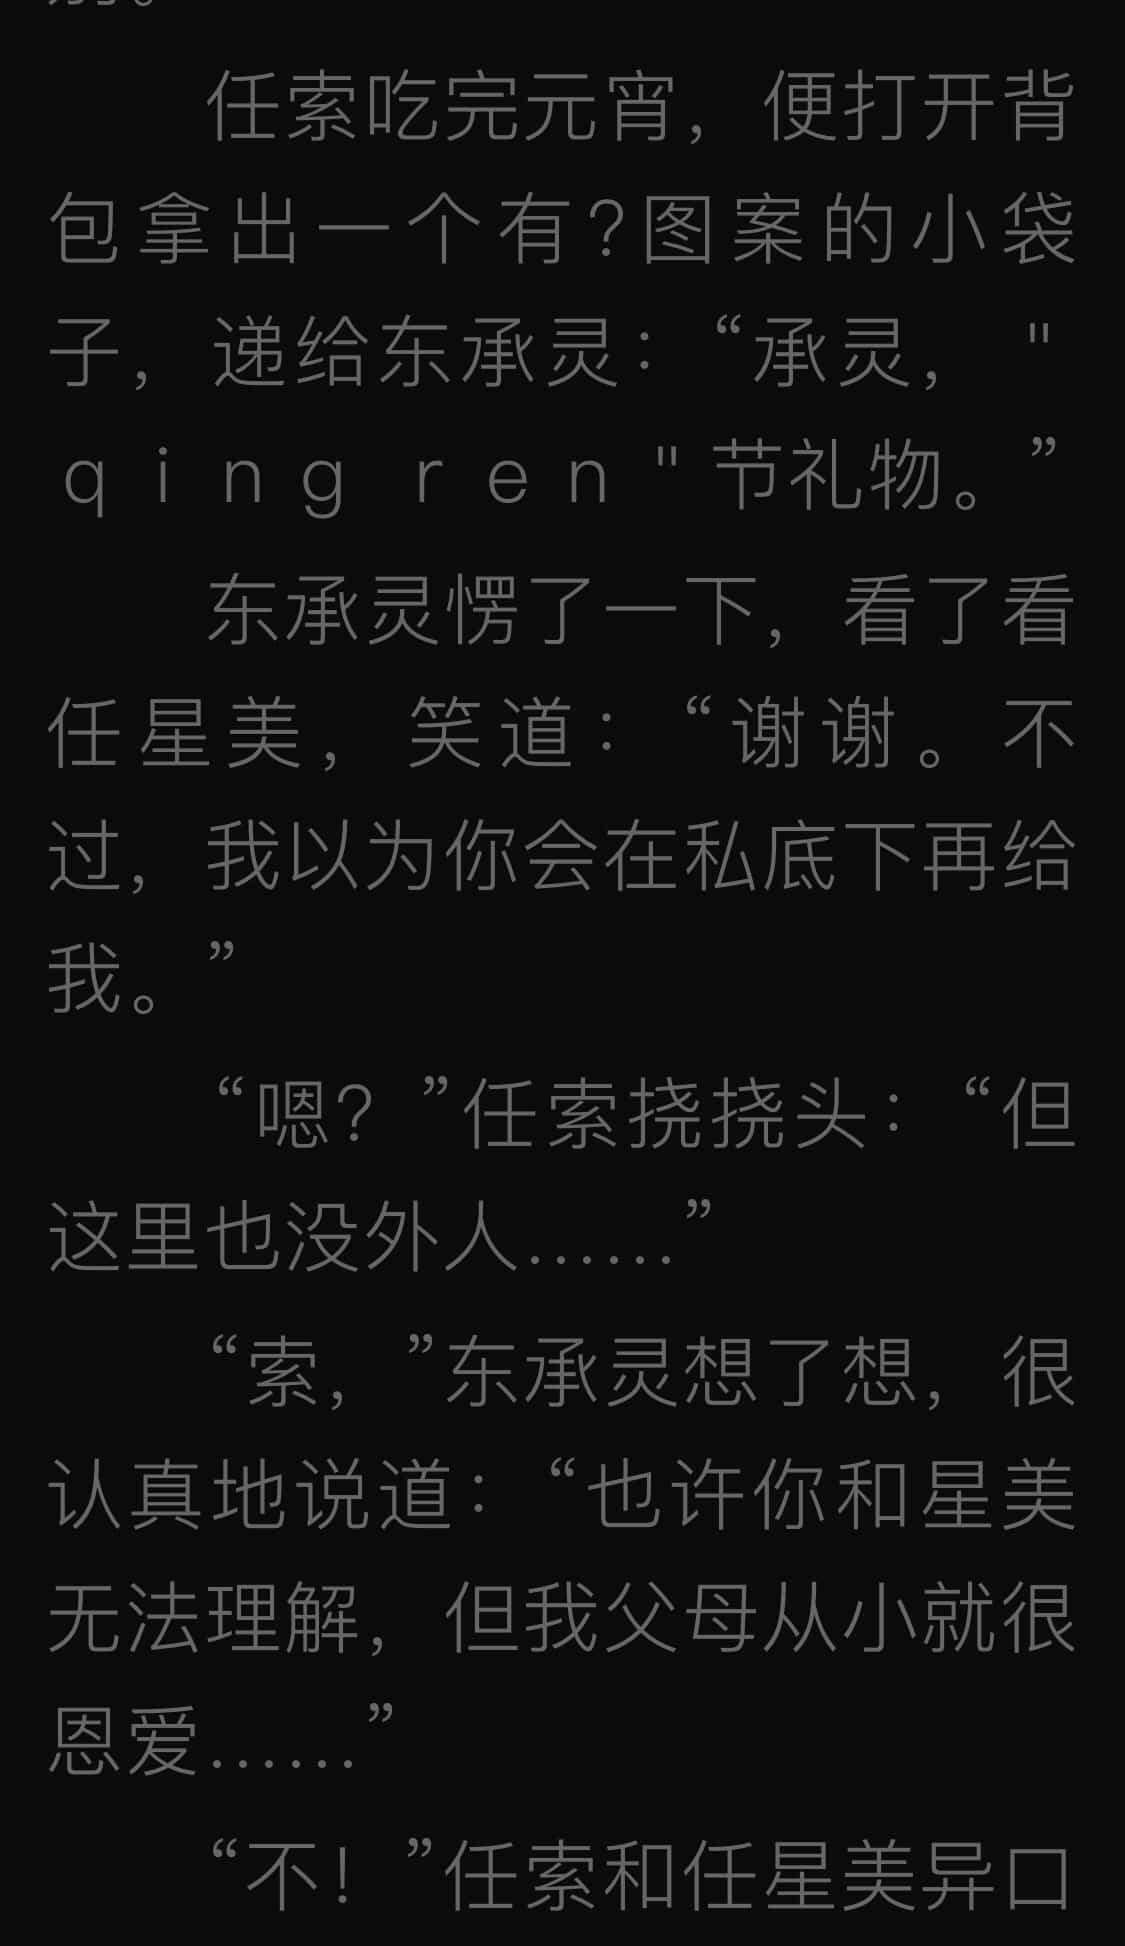 任索吃完元宵，便打开背
包拿出一个有?图案的小袋
子，递给东承灵：“承灵，"
qing ren"节礼物。”
东承灵愣了一下，看了看
任星美，笑道：“谢谢。不
过，我以为你会在私底下再给
我。”
“嗯？”任索挠挠头：“但
这里也没外人……”
“索，”东承灵想了想，很
认真地说道：“也许你和星美
无法理解，但我父母从小就很
恩爱……”
“不！”任索和任星美异口